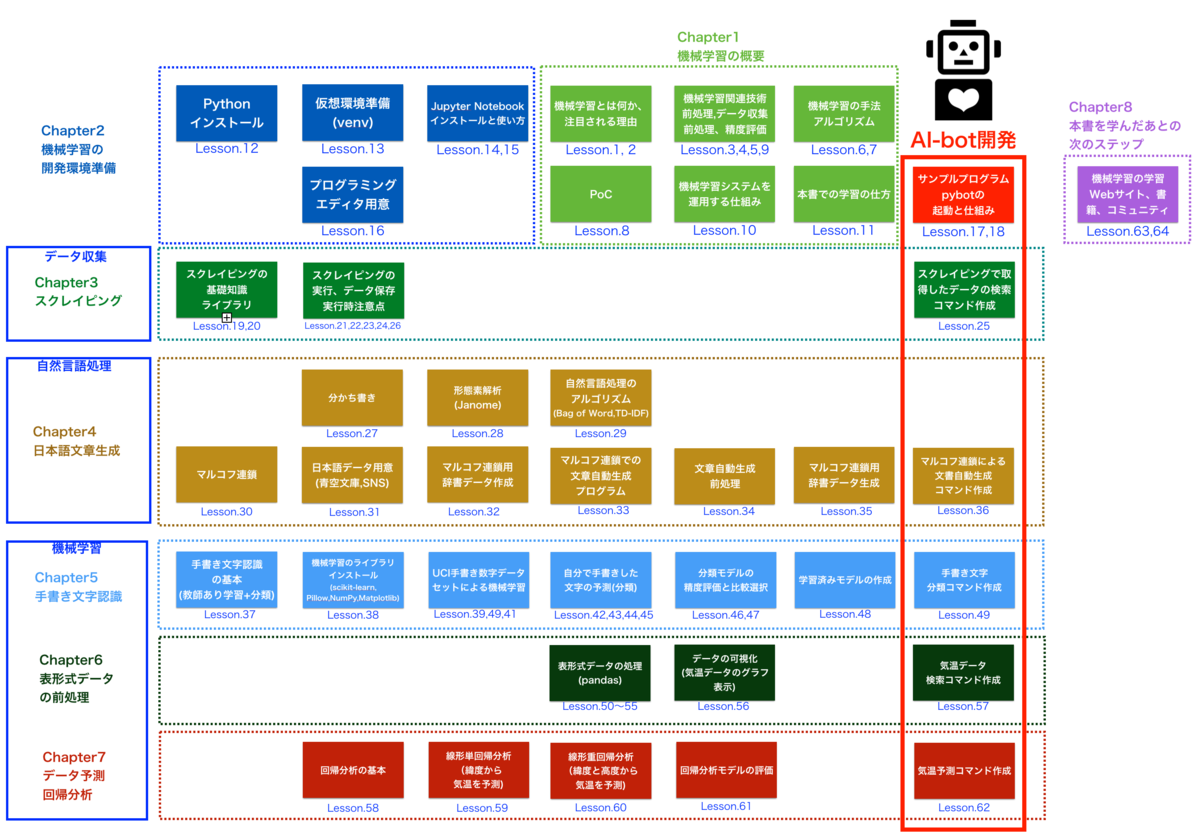 Chapter1
機械学習の概要
Chapter2
機械学習の
開発環境準備
Python
インストール
Lesson.12
仮想環境準備
(venv)
Lesson.13
Jupyter Notebook
インストールと使い方
Lesson.14,15
プログラミング
エディタ用意
Lesson.16
機械学習とは何か、
注目される理由
Lesson.1, 2
機械学習関連技術
前処理,データ収集
前処理、精度評価
Lesson.3,4,5,9
機械学習の手法
アルゴリズム
Lesson.6,7
PoC
Lesson.8
機械学習システムを
運用する仕組み
Lesson.10
本書での学習の仕方
Lesson.11
AI-bot開発
サンプルプログラム
pybotの
起動と仕組み
Lesson.17,18
Chapter8
本書を学んだあとの
次のステップ
機械学習の学習
Webサイト、書
籍、コミュニティ
Lesson.63,64
データ収集
Chapter3
スクレイピング
スクレイピングの
基礎知識
ライブラリ
Lesson.19,20
スクレイピングの
実行、データ保存
実行時注意点
Lesson.21,22,23,24,26
スクレイピングで取
得したデータの検索
コマンド作成
Lesson.25
自然言語処理
Chapter4
日本語文章生成
分かち書き
Lesson.27
形態素解析
(Janome)
Lesson.28
自然言語処理の
アルゴリズム
(Bag of Word,TD-IDF)
Lesson.29
マルコフ連鎖
Lesson.30
日本語データ用意
(青空文庫,SNS)
Lesson.31
マルコフ連鎖用
辞書データ作成
Lesson.32
マルコフ連鎖での
文章自動生成
プログラム
Lesson.33
文章自動生成
前処理
Lesson.34
マルコフ連鎖用
辞書データ生成
Lesson.35
マルコフ連鎖による
文書自動生成
コマンド作成
Lesson.36
機械学習
Chapter5
手書き文字認識
手書き文字認識
の基本
(教師あり学習+分類)
Lesson.37
機械学習のライブラリ
インストール
(scikit-learn,
Pillow,NumPy,Matplotlib)
Lesson.38
UCI手書き数字データ
セットによる機械学習
Lesson.39,49,41
自分で手書きした
文字の予測(分類)
Lesson.42,43,44,45
分類モデルの
精度評価と比較選択
Lesson.46,47
学習済みモデルの作成
Lesson.48
手書き文字
分類コマンド作成
Lesson.49
Chapter6
表形式データ
の前処理
表形式データの処理
(pandas)
Lesson.50〜55
データの可視化
(気温データのグラフ
表示)
Lesson.56
気温データ
検索コマンド作成
Lesson.57
Chapter7
データ予測
回帰分析
回帰分析の基本
Lesson.58
線形単回帰分析
(緯度から
気温を予測)
Lesson.59
線形重回帰分析
(緯度と高度から
気温を予測)
Lesson.60
回帰分析モデルの評価
Lesson.61
気温予測コマンド作成
Lesson.62